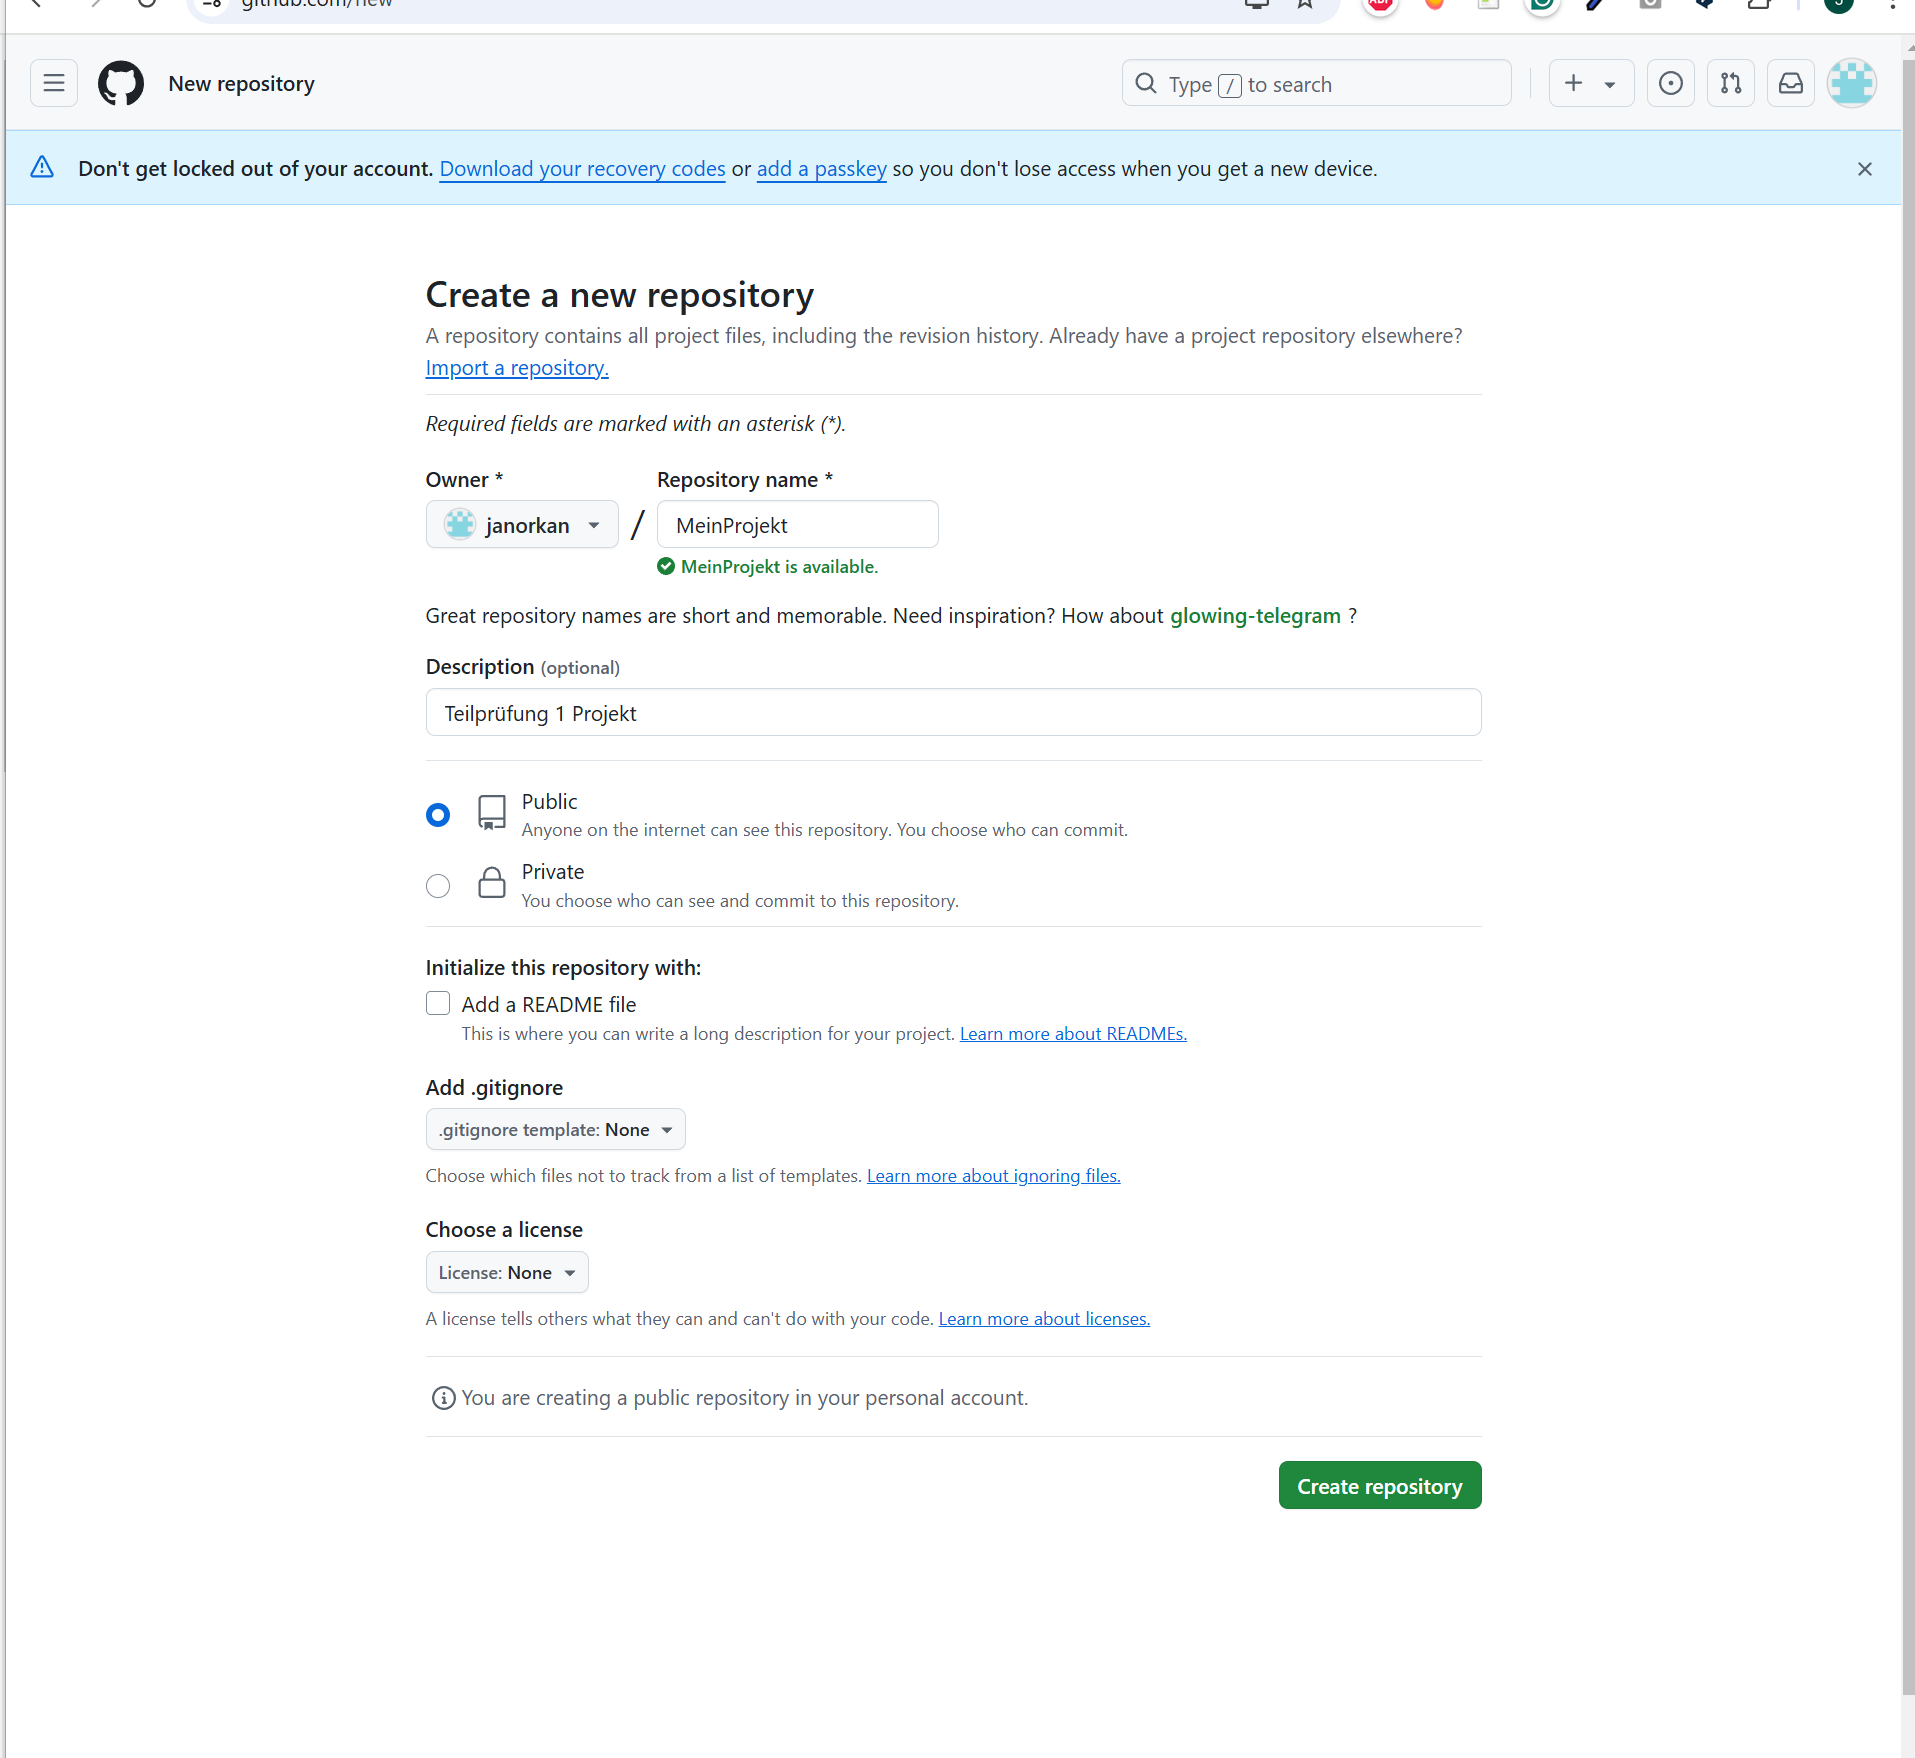 github.com/new
New repository
Type / to search
Don't get locked out of your account. Download your recovery codes or add a passkey so you don't lose access when you get a new device.
Create a new repository
A repository contains all project files, including the revision history. Already have a project repository elsewhere?
Import a repository.
Required fields are marked with an asterisk (*).
Owner * Repository name *
janorkan / MeinProjekt
MeinProjekt is available.
Great repository names are short and memorable. Need inspiration? How about glowing-telegram ?
Description (optional)
Teilprüfung 1 Projekt
Public
Anyone on the internet can see this repository. You choose who can commit.
Private
You choose who can see and commit to this repository.
Initialize this repository with:
Add a README file
This is where you can write a long description for your project. Learn more about READMEs.
Add .gitignore
.gitignore template: None
Choose which files not to track from a list of templates. Learn more about ignoring files.
Choose a license
License: None
A license tells others what they can and can't do with your code. Learn more about licenses.
You are creating a public repository in your personal account.
Create repository